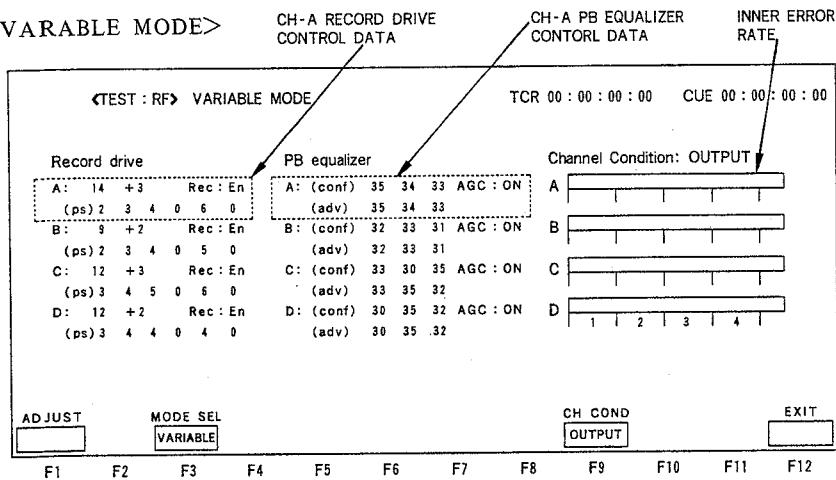 VARABLE MODE>
CH-A RECORD DRIVE
CONTROL DATA
CH-A PB EQUALIZER
CONTORL DATA
INNER ERROR
RATE
<TEST : RF> VARIABLE MODE
TCR 00 : 00 : 00 : 00
CUE 00 : 00 : 00 : 00
Record drive
A: 14 +3 Rec : En
(ps) 2 3 4 0 6 0
B: 9 +2 Rec : En
(ps) 2 3 4 0 5 0
C: 12 +3 Rec : En
(ps) 3 4 5 0 6 0
D: 12 +2 Rec : En
(ps) 3 4 4 0 4 0
PB equalizer
A: (conf) 35 34 33 AGC : ON
(adv) 35 34 33
B: (conf) 32 33 31 AGC : ON
(adv) 32 33 31
C: (conf) 33 30 35 AGC : ON
(adv) 33 35 32
D: (conf) 30 35 32 AGC : ON
(adv) 30 35 32
Channel Condition: OUTPUT
A
B
C
D
1 2 3 4
ADJUST
MODE SEL
VARIABLE
CH COND
OUTPUT
EXIT
F1 F2 F3 F4 F5 F6 F7 F8 F9 F10 F11 F12